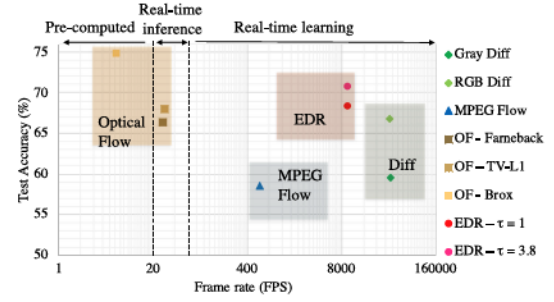 Real-time
Pre-computed inference Real-time learning
75
70
65
60
55
50
Test Accuracy (%)
Optical
Flow
EDR
MPEG
Flow
Diff
1 20 400 8000 160000
Frame rate (FPS)
Gray Diff
RGB Diff
MPEG Flow
OF - Farneback
OF - TV-L1
OF - Brox
EDR – τ = 1
EDR – τ = 3.8